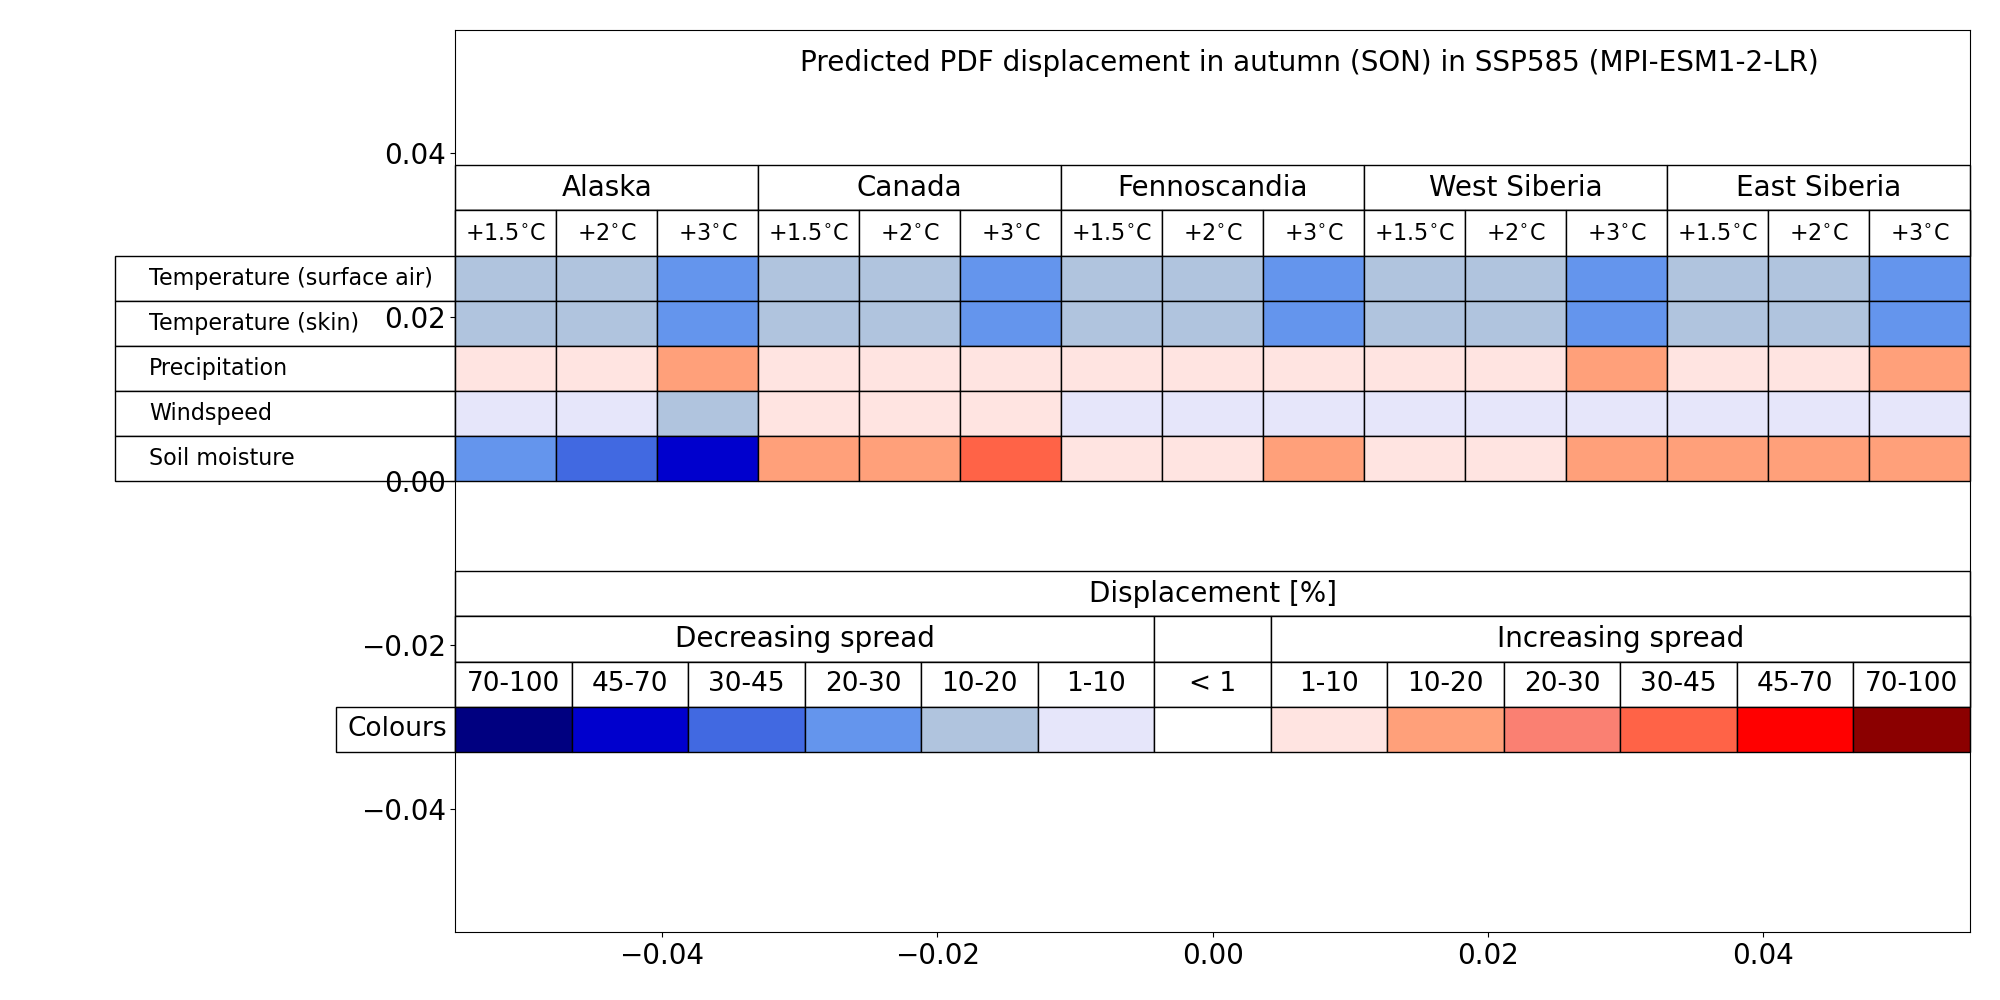 Predicted PDF displacement in autumn (SON) in SSP585 (MPI-ESM1-2-LR)
0.04
Alaska Canada Fennoscandia West Siberia East Siberia
+1.5°C +2°C +3°C +1.5°C +2°C +3°C +1.5°C +2°C +3°C +1.5°C +2°C +3°C +1.5°C +2°C +3°C
Temperature (surface air)
Temperature (skin) 0.02
Precipitation
Windspeed
Soil moisture
0.00
Displacement [%]
−0.02 Decreasing spread Increasing spread
70-100 45-70 30-45 20-30 10-20 1-10 < 1 1-10 10-20 20-30 30-45 45-70 70-100
Colours
−0.04
−0.04 −0.02 0.00 0.02 0.04